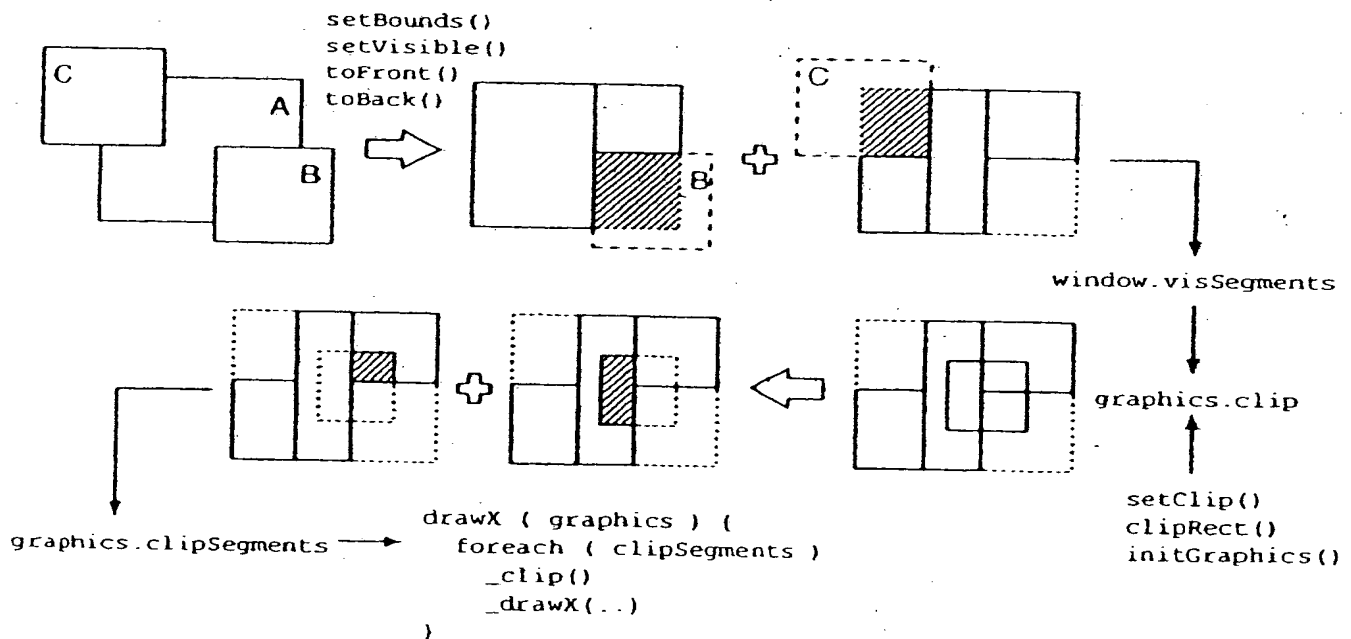 setBounds()
setVisible()
toFront()
toBack()
C
A
B
B
C
window.visSegments
graphics.clip
setClip()
clipRect()
initGraphics()
graphics.clipSegments
drawX ( graphics ) {
foreach ( clipSegments )
_clip()
_drawX(..)
}